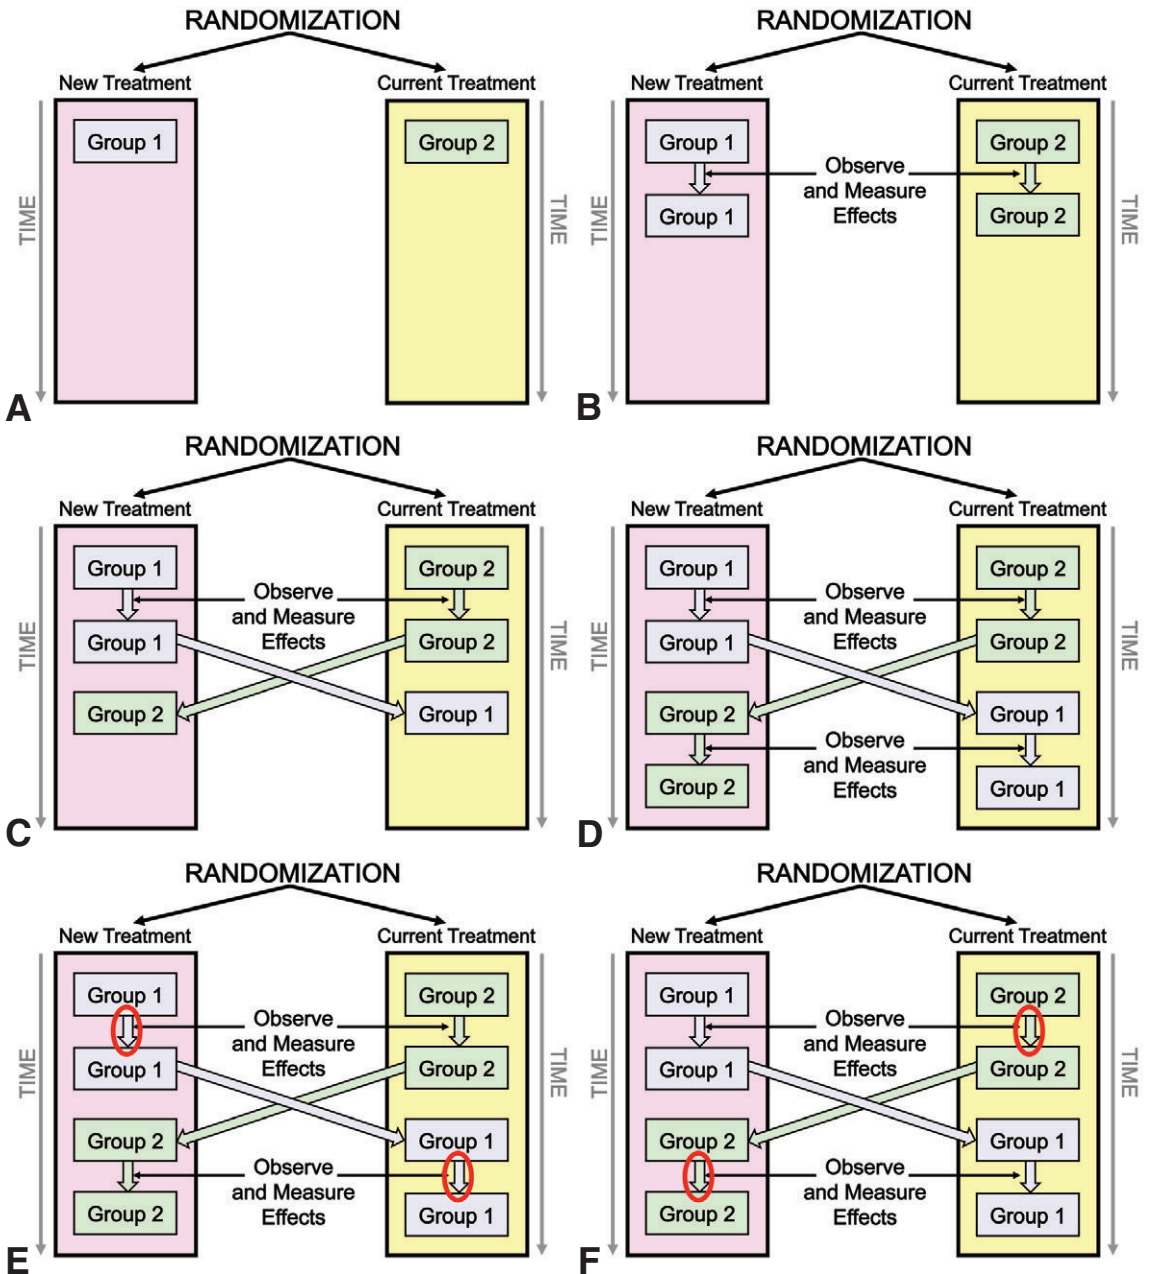 RANDOMIZATION
New Treatment
Current Treatment
TIME
Group 1
Group 2
TIME
A
RANDOMIZATION
New Treatment
Current Treatment
TIME
Group 1
Group 2
Observe
and Measure
Effects
Group 1
Group 2
TIME
B
RANDOMIZATION
New Treatment
Current Treatment
TIME
Group 1
Group 2
Observe
and Measure
Effects
Group 1
Group 2
Group 2
Group 1
TIME
C
RANDOMIZATION
New Treatment
Current Treatment
TIME
Group 1
Group 2
Observe
and Measure
Effects
Group 1
Group 2
Group 2
Group 1
Observe
and Measure
Effects
Group 2
Group 1
TIME
D
RANDOMIZATION
New Treatment
Current Treatment
TIME
Group 1
Group 2
Observe
and Measure
Effects
Group 1
Group 2
Group 2
Group 1
Observe
and Measure
Effects
Group 2
Group 1
TIME
E
RANDOMIZATION
New Treatment
Current Treatment
TIME
Group 1
Group 2
Observe
and Measure
Effects
Group 1
Group 2
Group 2
Group 1
Observe
and Measure
Effects
Group 2
Group 1
TIME
F